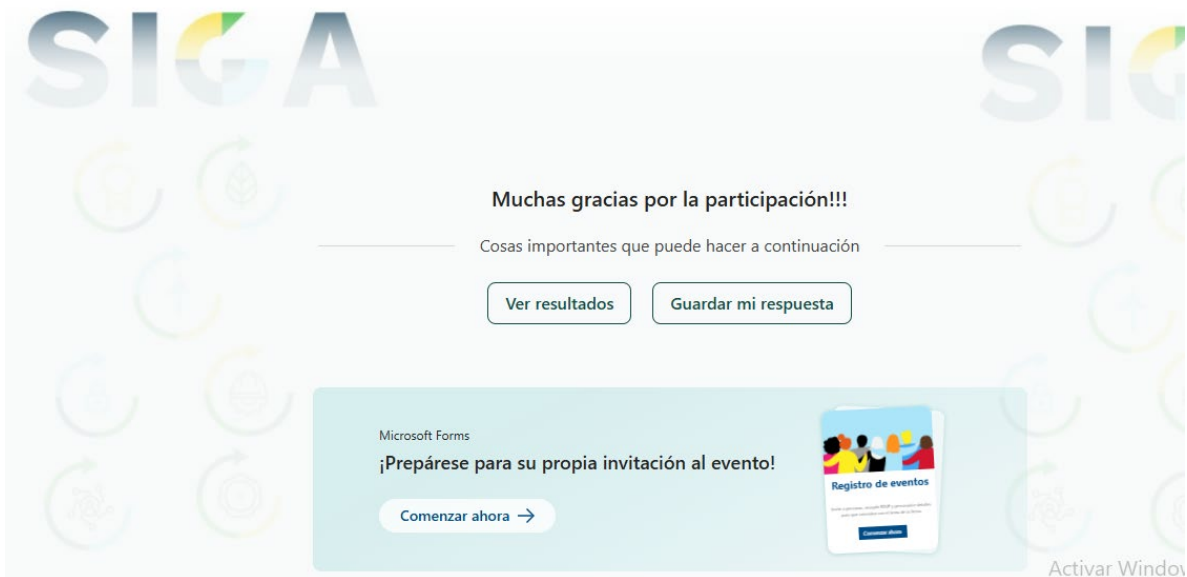 SIGA
SIG
Muchas gracias por la participación!!!
Cosas importantes que puede hacer a continuación
Ver resultados
Guardar mi respuesta
Microsoft Forms
¡Prepárese para su propia invitación al evento!
Comenzar ahora →
Registro de eventos
Comenzar ahora
Activar Window